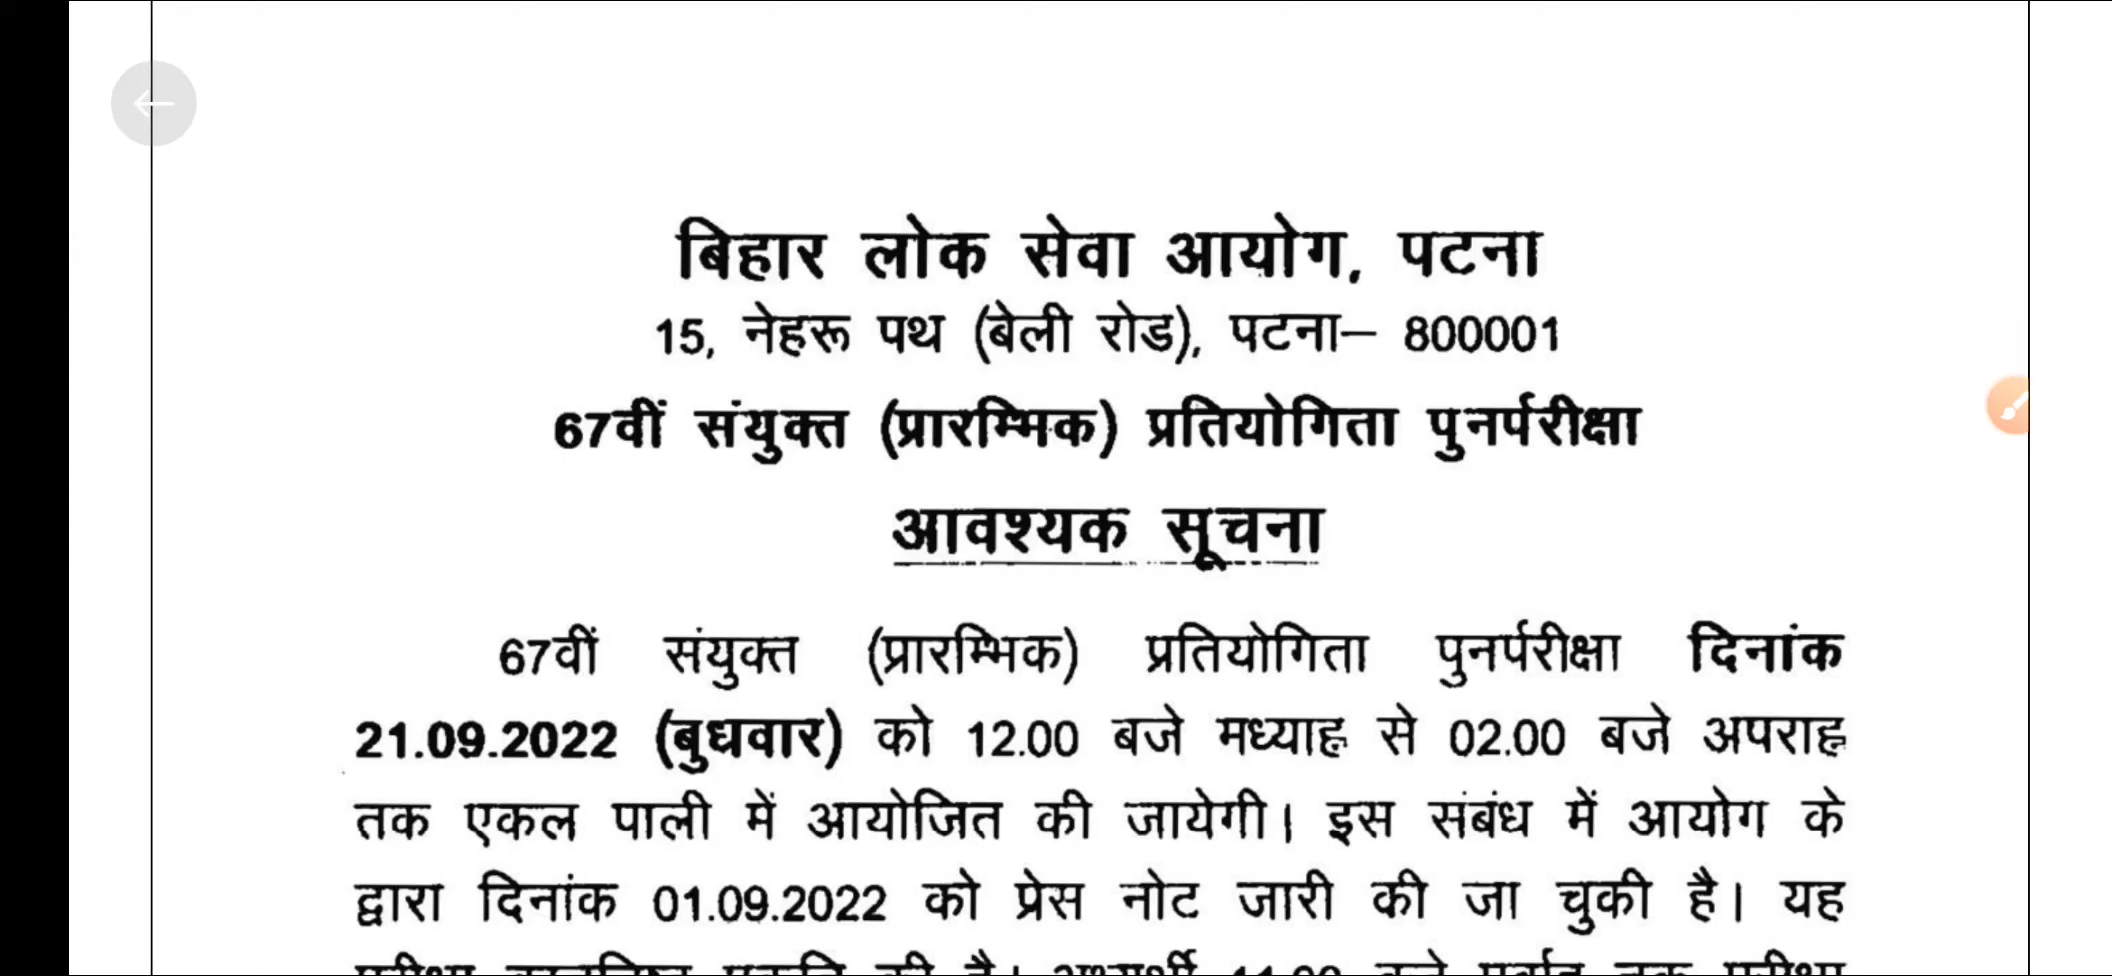 बिहार लोक सेवा आयोग, पटना
15, नेहरू पथ (बेली रोड), पटना– 800001
67वीं संयुक्त (प्रारम्भिक) प्रतियोगिता पुनर्परीक्षा
आवश्यक सूचना
67वीं संयुक्त (प्रारम्भिक) प्रतियोगिता पुनर्परीक्षा दिनांक
21.09.2022 (बुधवार) को 12.00 बजे मध्याह्न से 02.00 बजे अपराह्न
तक एकल पाली में आयोजित की जायेगी। इस संबंध में आयोग के
द्वारा दिनांक 01.09.2022 को प्रेस नोट जारी की जा चुकी है। यह